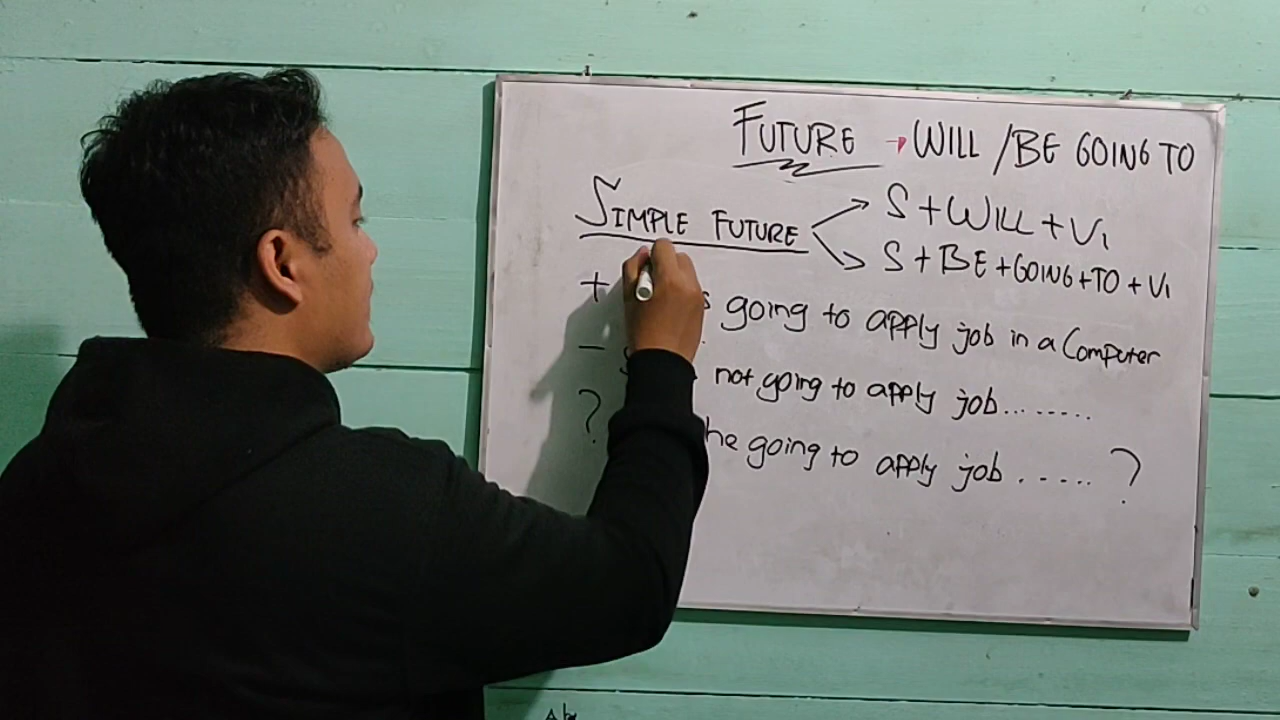 FUTURE → WILL / BE GOING TO
SIMPLE FUTURE
S + WILL + V1
S + BE + GOING + TO + V1
+ going to apply job in a Computer
- not going to apply job........
? he going to apply job ...... ?